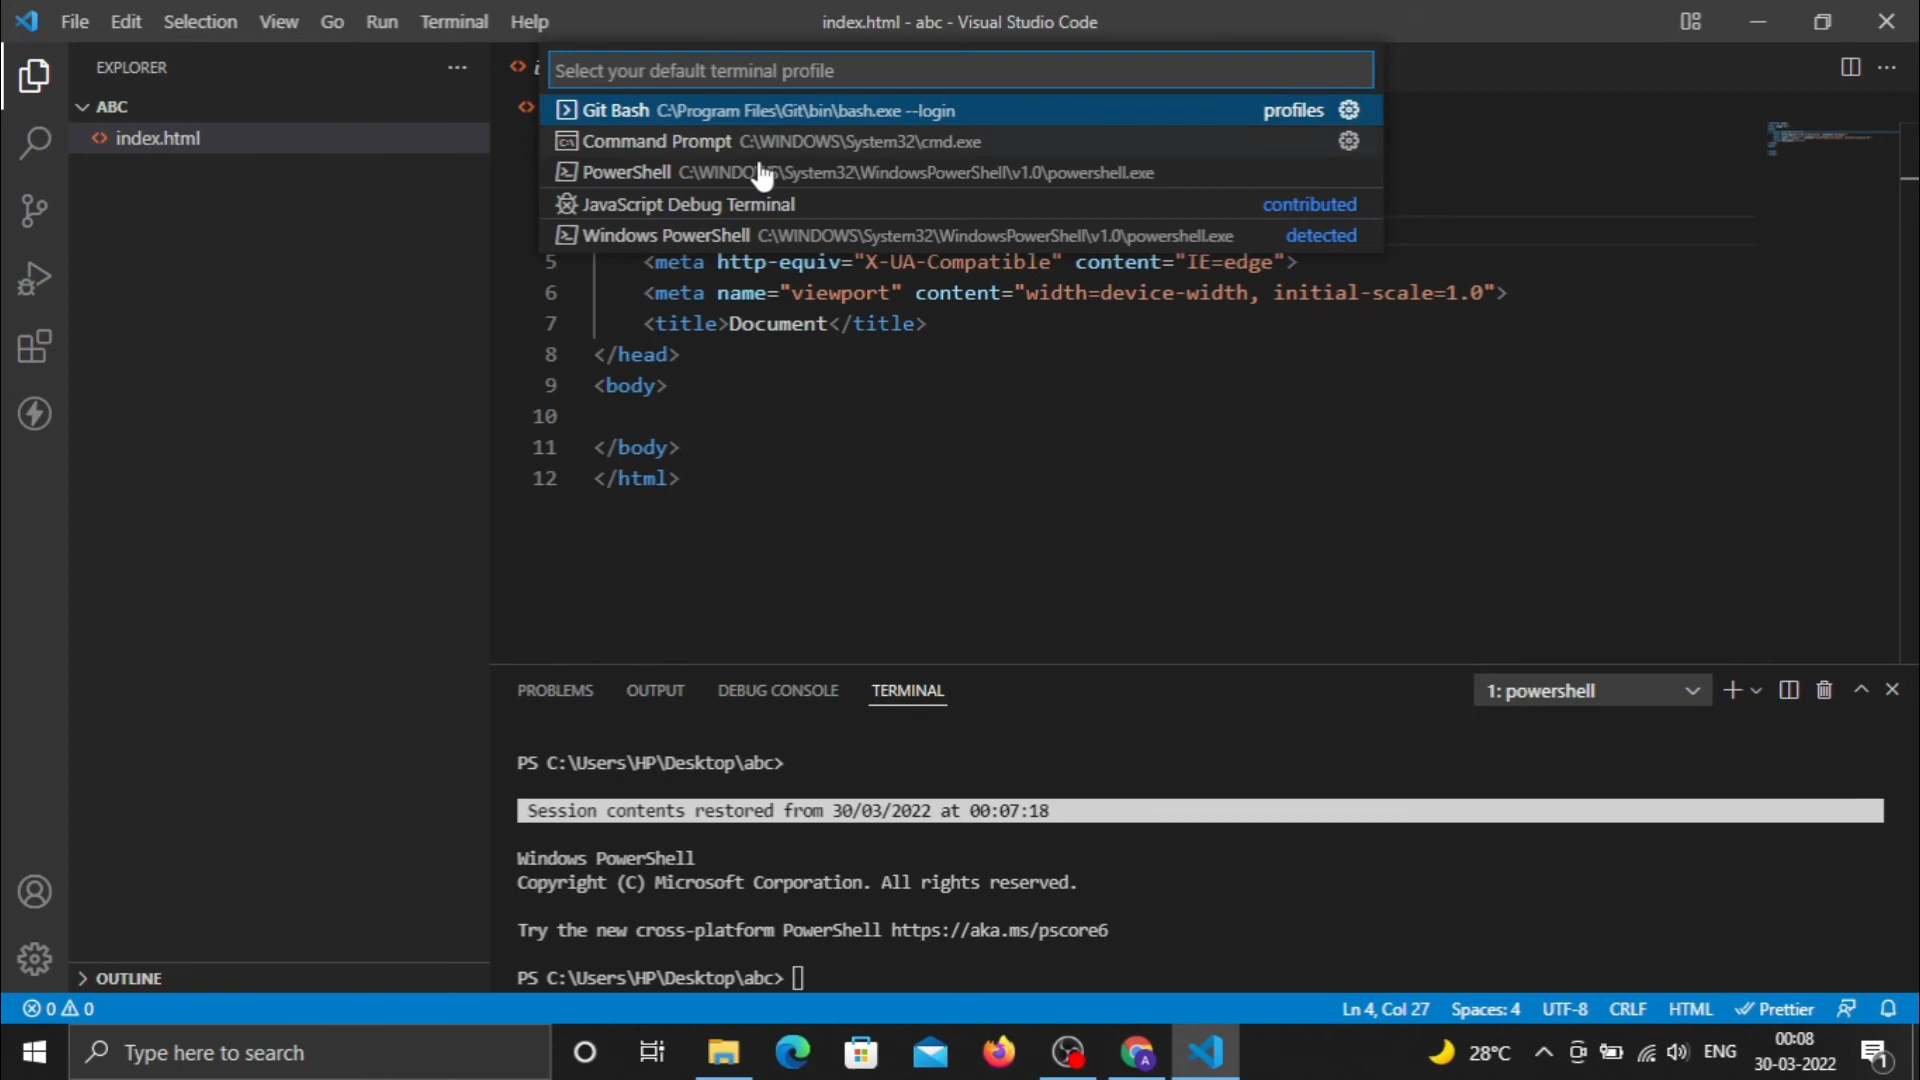 File Edit Selection View Go Run Terminal Help
index.html - abc - Visual Studio Code
EXPLORER
Select your default terminal profile
ABC
index.html
Git Bash C:\Program Files\Git\bin\bash.exe --login profiles
Command Prompt C:\WINDOWS\System32\cmd.exe
PowerShell C:\WINDOWS\System32\WindowsPowerShell\v1.0\powershell.exe
JavaScript Debug Terminal contributed
Windows PowerShell C:\WINDOWS\System32\WindowsPowerShell\v1.0\powershell.exe detected
5 <meta http-equiv="X-UA-Compatible" content="IE=edge">
6 <meta name="viewport" content="width=device-width, initial-scale=1.0">
7 <title>Document</title>
8 </head>
9 <body>
10
11 </body>
12 </html>
PROBLEMS OUTPUT DEBUG CONSOLE TERMINAL
1: powershell
PS C:\Users\HP\Desktop\abc>
Session contents restored from 30/03/2022 at 00:07:18
Windows PowerShell
Copyright (C) Microsoft Corporation. All rights reserved.
Try the new cross-platform PowerShell https://aka.ms/pscore6
PS C:\Users\HP\Desktop\abc>
OUTLINE
0 0
Ln 4, Col 27 Spaces: 4 UTF-8 CRLF HTML Prettier
Type here to search
28°C ENG
00:08
30-03-2022
1